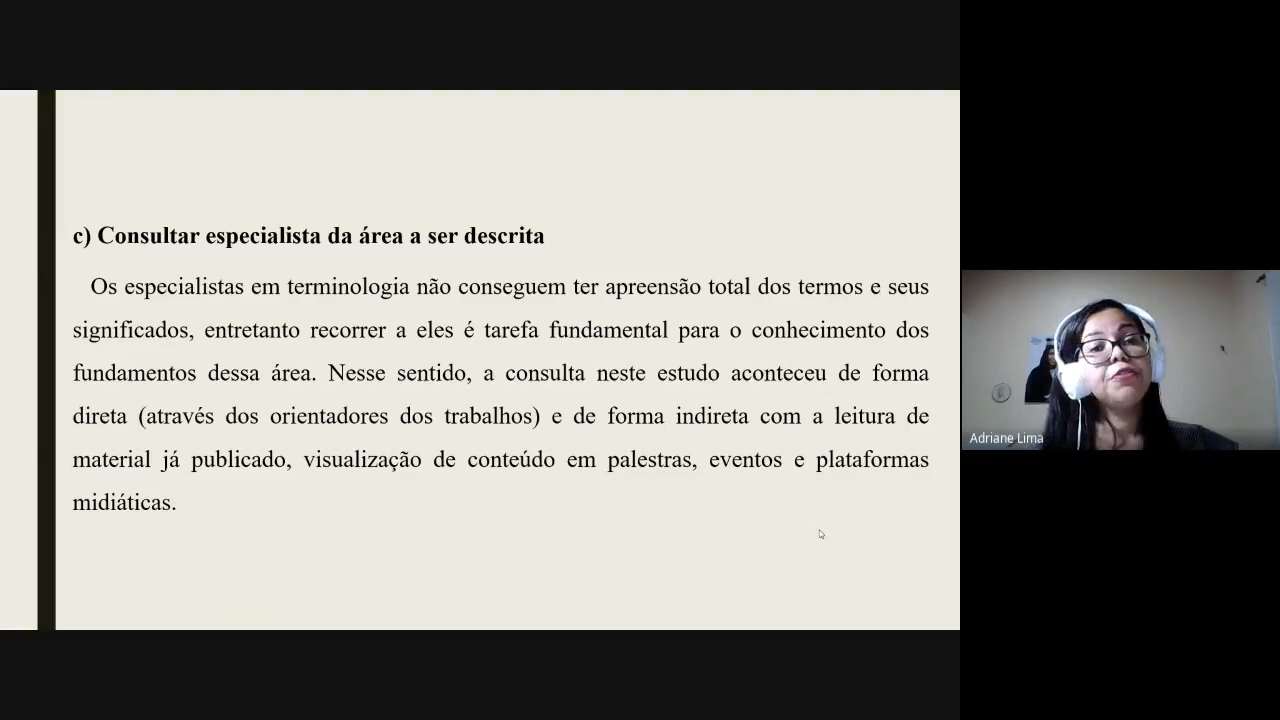 c) Consultar especialista da área a ser descrita
Os especialistas em terminologia não conseguem ter apreensão total dos termos e seus
significados, entretanto recorrer a eles é tarefa fundamental para o conhecimento dos
fundamentos dessa área. Nesse sentido, a consulta neste estudo aconteceu de forma
direta (através dos orientadores dos trabalhos) e de forma indireta com a leitura de
material já publicado, visualização de conteúdo em palestras, eventos e plataformas
midiáticas.
Adriane Lima